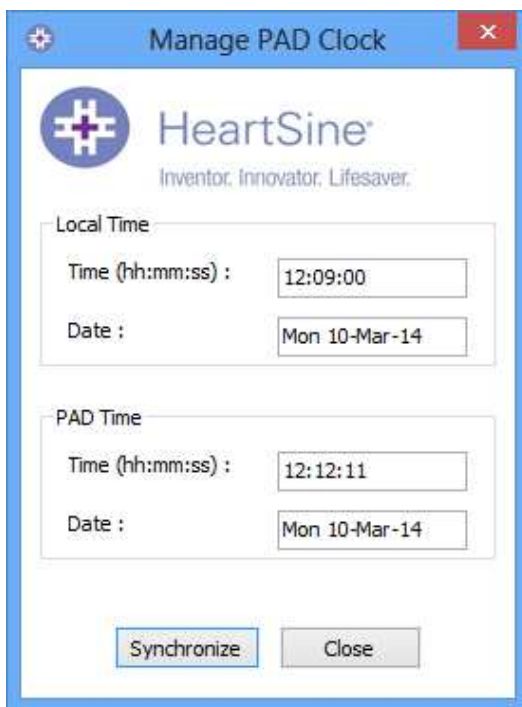 Manage PAD Clock
HeartSine
Inventor. Innovator. Lifesaver.
Local Time
Time (hh:mm:ss) : 12:09:00
Date : Mon 10-Mar-14
PAD Time
Time (hh:mm:ss) : 12:12:11
Date : Mon 10-Mar-14
Synchronize Close